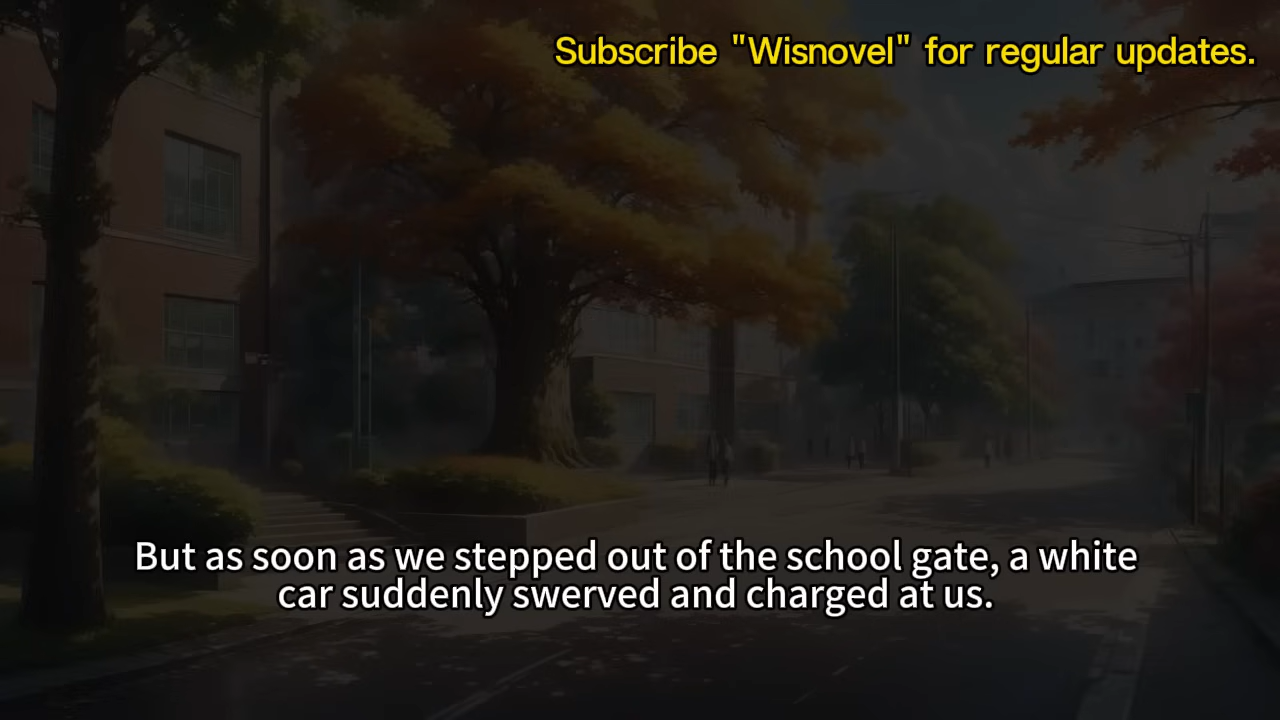 Subscribe "Wisnovel" for regular updates.
But as soon as we stepped out of the school gate, a white
car suddenly swerved and charged at us.